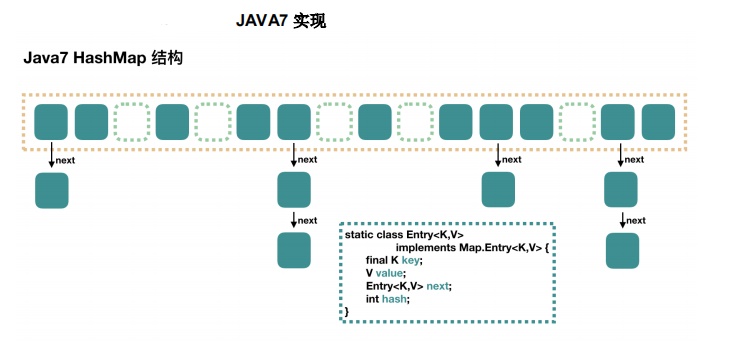 JAVA7 实现
Java7 HashMap 结构
next
next
next
next
next
next
static class Entry<K,V>
implements Map.Entry<K,V> {
final K key;
V value;
Entry<K,V> next;
int hash;
}